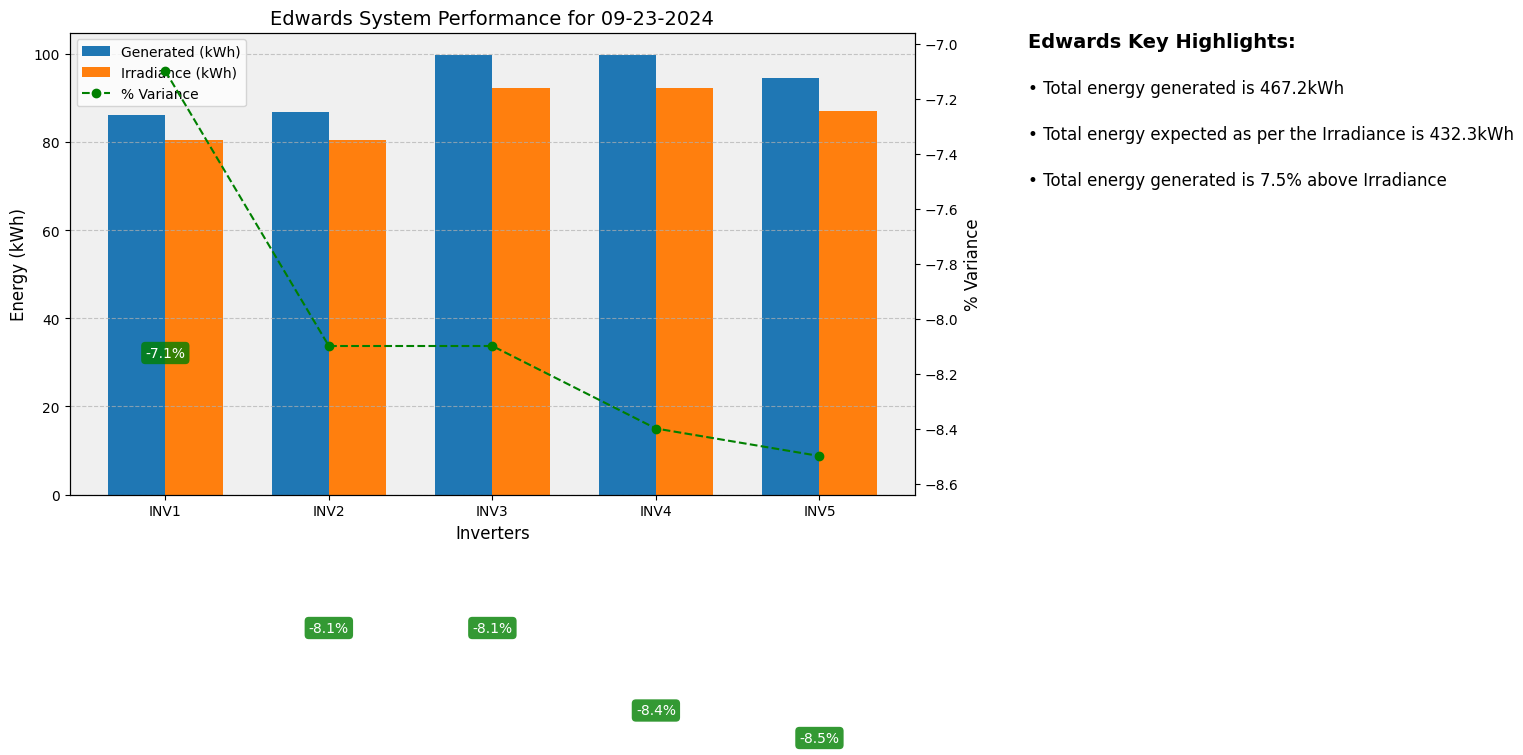 Edwards System Performance for 09-23-2024
Generated (kWh)
Irradiance (kWh)
% Variance
100
80
60
40
20
0
Energy (kWh)
−7.0
−7.2
−7.4
−7.6
−7.8
−8.0
−8.2
−8.4
−8.6
% Variance
-7.1%
INV1
INV2
INV3
INV4
INV5
Inverters
-8.1%
-8.1%
-8.4%
-8.5%
Edwards Key Highlights:
• Total energy generated is 467.2kWh
• Total energy expected as per the Irradiance is 432.3kWh
• Total energy generated is 7.5% above Irradiance